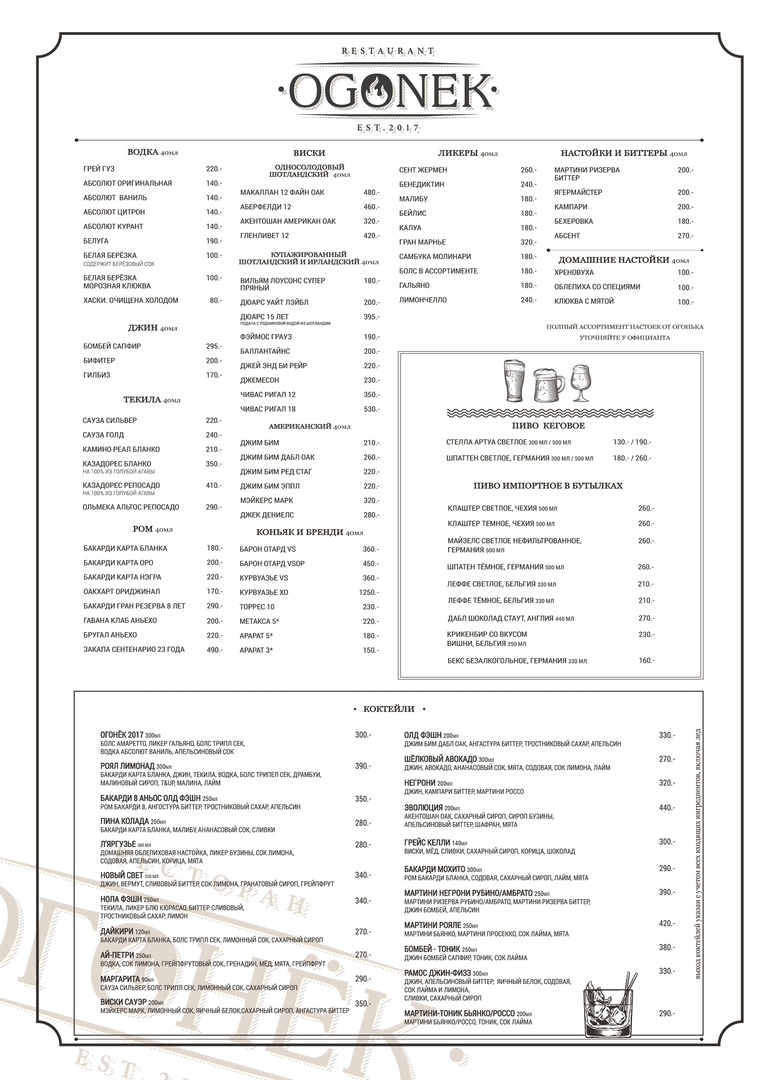 RESTAURANT
OGONEK
EST.2017
ВОДКА 40мл
ГРЕЙ ГУЗ 220.-
АБСОЛЮТ ОРИГИНАЛЬНАЯ 140.-
АБСОЛЮТ ВАНИЛЬ 140.-
АБСОЛЮТ ЦИТРОН 140.-
АБСОЛЮТ КУРАНТ 140.-
БЕЛУГА 190.-
БЕЛАЯ БЕРЁЗКА 100.-
СОДЕРЖИТ БЕРЁЗОВЫЙ СОК
БЕЛАЯ БЕРЁЗКА 100.-
МОРОЗНАЯ КЛЮКВА
ХАСКИ. ОЧИЩЕНА ХОЛОДОМ 80.-
ДЖИН 40мл
БОМБЕЙ САПФИР 295.-
БИФИТЕР 200.-
ГИЛБИЗ 170.-
ТЕКИЛА 40мл
САУЗА СИЛЬВЕР 220.-
САУЗА ГОЛД 240.-
КАМИНО РЕАЛ БЛАНКО 210.-
КАЗАДОРЕС БЛАНКО 350.-
НА 100% ИЗ ГОЛУБОЙ АГАВЫ
КАЗАДОРЕС РЕПОСАДО 410.-
НА 100% ИЗ ГОЛУБОЙ АГАВЫ
ОЛЬМЕКА АЛЬТОС РЕПОСАДО 290.-
РОМ 40мл
БАКАРДИ КАРТА БЛАНКА 180.-
БАКАРДИ КАРТА ОРО 200.-
БАКАРДИ КАРТА НЭГРА 220.-
ОАКХАРТ ОРИДЖИНАЛ 170.-
БАКАРДИ ГРАН РЕЗЕРВА 8 ЛЕТ 290.-
ГАВАНА КЛАБ АНЬЕХО 200.-
БРУГАЛ АНЬЕХО 220.-
ЗАКАПА СЕНТЕНАРИО 23 ГОДА 490.-
ВИСКИ
ОДНОСОЛОДОВЫЙ
ШОТЛАНДСКИЙ 40мл
МАКАЛЛАН 12 ФАЙН ОАК 480.-
АБЕРФЕЛДИ 12 460.-
АКЕНТОШАН АМЕРИКАН ОАК 320.-
ГЛЕНЛИВЕТ 12 420.-
КУПАЖИРОВАННЫЙ
ШОТЛАНДСКИЙ И ИРЛАНДСКИЙ 40мл
ВИЛЬЯМ ЛОУСОНС СУПЕР 180.-
ПРЯНЫЙ
ДЮАРС УАЙТ ЛЭЙБЛ 200.-
ДЮАРС 15 ЛЕТ 395.-
ПОДАЧА С РОДНИКОВОЙ ВОДОЙ ИЗ ШОТЛАНДИИ
ФЭЙМОС ГРАУЗ 190.-
БАЛЛАНТАЙНС 200.-
ДЖЕЙ ЭНД БИ РЕЙР 220.-
ДЖЕМЕСОН 230.-
ЧИВАС РИГАЛ 12 350.-
ЧИВАС РИГАЛ 18 530.-
АМЕРИКАНСКИЙ 40мл
ДЖИМ БИМ 210.-
ДЖИМ БИМ ДАБЛ ОАК 260.-
ДЖИМ БИМ РЕД СТАГ 220.-
ДЖИМ БИМ ЭППЛ 220.-
МЭЙКЕРС МАРК 320.-
ДЖЕК ДЕНИЕЛС 280.-
КОНЬЯК И БРЕНДИ 40мл
БАРОН ОТАРД VS 360.-
БАРОН ОТАРД VSOP 450.-
КУРВУАЗЬЕ VS 360.-
КУРВУАЗЬЕ XO 1250.-
ТОРРЕС 10 230.-
МЕТАКСА 5* 220.-
АРАРАТ 5* 180.-
АРАРАТ 3* 150.-
ЛИКЕРЫ 40мл
СЕНТ ЖЕРМЕН 260.-
БЕНЕДИКТИН 240.-
МАЛИБУ 180.-
БЕЙЛИС 180.-
КАЛУА 180.-
ГРАН МАРНЬЕ 320.-
САМБУКА МОЛИНАРИ 180.-
БОЛС В АССОРТИМЕНТЕ 180.-
ГАЛЬЯНО 180.-
ЛИМОНЧЕЛЛО 240.-
НАСТОЙКИ И БИТТЕРЫ 40мл
МАРТИНИ РИЗЕРВА 200.-
БИТТЕР
ЯГЕРМАЙСТЕР 200.-
КАМПАРИ 200.-
БЕХЕРОВКА 180.-
АБСЕНТ 270.-
ДОМАШНИЕ НАСТОЙКИ 40мл
ХРЕНОВУХА 100.-
ОБЛЕПИХА СО СПЕЦИЯМИ 100.-
КЛЮКВА С МЯТОЙ 100.-
ПОЛНЫЙ АССОРТИМЕНТ НАСТОЕК ОТ ОГОНЬКА
УТОЧНЯЙТЕ У ОФИЦИАНТА
ПИВО КЕГОВОЕ
СТЕЛЛА АРТУА СВЕТЛОЕ 300 МЛ / 500 МЛ 130.- / 190.-
ШПАТТЕН СВЕТЛОЕ, ГЕРМАНИЯ 300 МЛ / 500 МЛ 180.- / 260.-
ПИВО ИМПОРТНОЕ В БУТЫЛКАХ
КЛАШТЕР СВЕТЛОЕ, ЧЕХИЯ 500 МЛ 260.-
КЛАШТЕР ТЕМНОЕ, ЧЕХИЯ 500 МЛ 260.-
МАЙЗЕЛС СВЕТЛОЕ НЕФИЛЬТРОВАННОЕ, 260.-
ГЕРМАНИЯ 500 МЛ
ШПАТЕН ТЁМНОЕ, ГЕРМАНИЯ 500 МЛ 260.-
ЛЕФФЕ СВЕТЛОЕ, БЕЛЬГИЯ 330 МЛ 210.-
ЛЕФФЕ ТЁМНОЕ, БЕЛЬГИЯ 330 МЛ 210.-
ДАБЛ ШОКОЛАД СТАУТ, АНГЛИЯ 440 МЛ 270.-
КРИКЕНБИР СО ВКУСОМ 230.-
ВИШНИ, БЕЛЬГИЯ 250 МЛ
БЕКС БЕЗАЛКОГОЛЬНОЕ, ГЕРМАНИЯ 330 МЛ 160.-
• КОКТЕЙЛИ •
ОГОНЁК 2017 300мл 300.-
БОЛС АМАРЕТТО, ЛИКЕР ГАЛЬЯНО, БОЛС ТРИПЛ СЕК,
ВОДКА АБСОЛЮТ ВАНИЛЬ, АПЕЛЬСИНОВЫЙ СОК
РОЯЛ ЛИМОНАД 300мл 390.-
БАКАРДИ КАРТА БЛАНКА, ДЖИН, ТЕКИЛА, ВОДКА, БОЛС ТРИПЕЛ СЕК, ДРАМБУИ,
МАЛИНОВЫЙ СИРОП, 7&UP, МАЛИНА, ЛАЙМ
БАКАРДИ 8 АНЬОС ОЛД ФЭШН 250мл 350.-
РОМ БАКАРДИ 8, АНГОСТУРА БИТТЕР, ТРОСТНИКОВЫЙ САХАР, АПЕЛЬСИН
ПИНА КОЛАДА 250мл 280.-
БАКАРДИ КАРТА БЛАНКА, МАЛИБУ, АНАНАСОВЫЙ СОК, СЛИВКИ
Л'ЯРГУЗЬЕ 300 МЛ 280.-
ДОМАШНЯЯ ОБЛЕПИХОВАЯ НАСТОЙКА, ЛИКЕР БУЗИНЫ, СОК ЛИМОНА,
СОДОВАЯ, АПЕЛЬСИН, КОРИЦА, МЯТА
НОВЫЙ СВЕТ 250 МЛ 340.-
ДЖИН, ВЕРМУТ, СЛИВОВЫЙ БИТТЕР, СОК ЛИМОНА, ГРАНАТОВЫЙ СИРОП, ГРЕЙПФРУТ
НОЛА ФЭШН 250мл 340.-
ТЕКИЛА, ЛИКЕР БЛЮ КЮРАСАО, БИТТЕР СЛИВОВЫЙ,
ТРОСТНИКОВЫЙ САХАР, ЛИМОН
ДАЙКИРИ 120мл 270.-
БАКАРДИ КАРТА БЛАНКА, БОЛС ТРИПЛ СЕК, ЛИМОННЫЙ СОК, САХАРНЫЙ СИРОП
АЙ-ПЕТРИ 250мл 270.-
ВОДКА, СОК ЛИМОНА, ГРЕЙПФРУТОВЫЙ СОК, ГРЕНАДИН, МЁД, МЯТА, ГРЕЙПФРУТ
МАРГАРИТА 90мл 290.-
САУЗА СИЛЬВЕР, БОЛС ТРИПЛ СЕК, ЛИМОННЫЙ СОК, САХАРНЫЙ СИРОП
ВИСКИ САУЭР 200мл 350.-
МЭЙКЕРС МАРК, ЛИМОННЫЙ СОК, ЯИЧНЫЙ БЕЛОК,САХАРНЫЙ СИРОП, АНГАСТУРА БИТТЕР
ОЛД ФЭШН 200мл 330.-
ДЖИМ БИМ ДАБЛ ОАК, АНГАСТУРА БИТТЕР, ТРОСТНИКОВЫЙ САХАР, АПЕЛЬСИН
ШЁЛКОВЫЙ АВОКАДО 300мл 270.-
ДЖИН, АВОКАДО, АНАНАСОВЫЙ СОК, МЯТА, СОДОВАЯ, СОК ЛИМОНА, ЛАЙМ
НЕГРОНИ 200мл 320.-
ДЖИН, КАМПАРИ БИТТЕР, МАРТИНИ РОССО
ЭВОЛЮЦИЯ 200мл 440.-
АКЕНТОШАН ОАК, САХАРНЫЙ СИРОП, СИРОП БУЗИНЫ,
АПЕЛЬСИНОВЫЙ БИТТЕР, ШАФРАН, МЯТА
ГРЕЙС КЕЛЛИ 140мл 300.-
ВИСКИ, МЁД, СЛИВКИ, САХАРНЫЙ СИРОП, КОРИЦА, ШОКОЛАД
БАКАРДИ МОХИТО 300мл 290.-
РОМ БАКАРДИ БЛАНКА, СОДОВАЯ, САХАРНЫЙ СИРОП, ЛАЙМ, МЯТА
МАРТИНИ НЕГРОНИ РУБИНО/АМБРАТО 250мл 390.-
МАРТИНИ РИЗЕРВА РУБИНО/АМБРАТО, МАРТИНИ РИЗЕРВА БИТТЕР,
ДЖИН БОМБЕЙ, АПЕЛЬСИН
МАРТИНИ РОЯЛЕ 250мл 420.-
МАРТИНИ БЬЯНКО, МАРТИНИ ПРОСЕККО, СОК ЛАЙМА, МЯТА
БОМБЕЙ - ТОНИК 250мл 380.-
ДЖИН БОМБЕЙ САПФИР, ТОНИК, СОК ЛАЙМА
РАМОС ДЖИН-ФИЗЗ 300мл 330.-
ДЖИН, АПЕЛЬСИНОВЫЙ БИТТЕР, ЯИЧНЫЙ БЕЛОК, СОДОВАЯ,
СОК ЛАЙМА И ЛИМОНА,
СЛИВКИ, САХАРНЫЙ СИРОП
МАРТИНИ-ТОНИК БЬЯНКО/РОССО 200мл 290.-
МАРТИНИ БЬЯНКО/РОССО, ТОНИК, СОК ЛАЙМА
выход коктейлей указан с учетом всех входящих ингредиентов, включая лед
РЕСТОРАН
ОГОНЁК